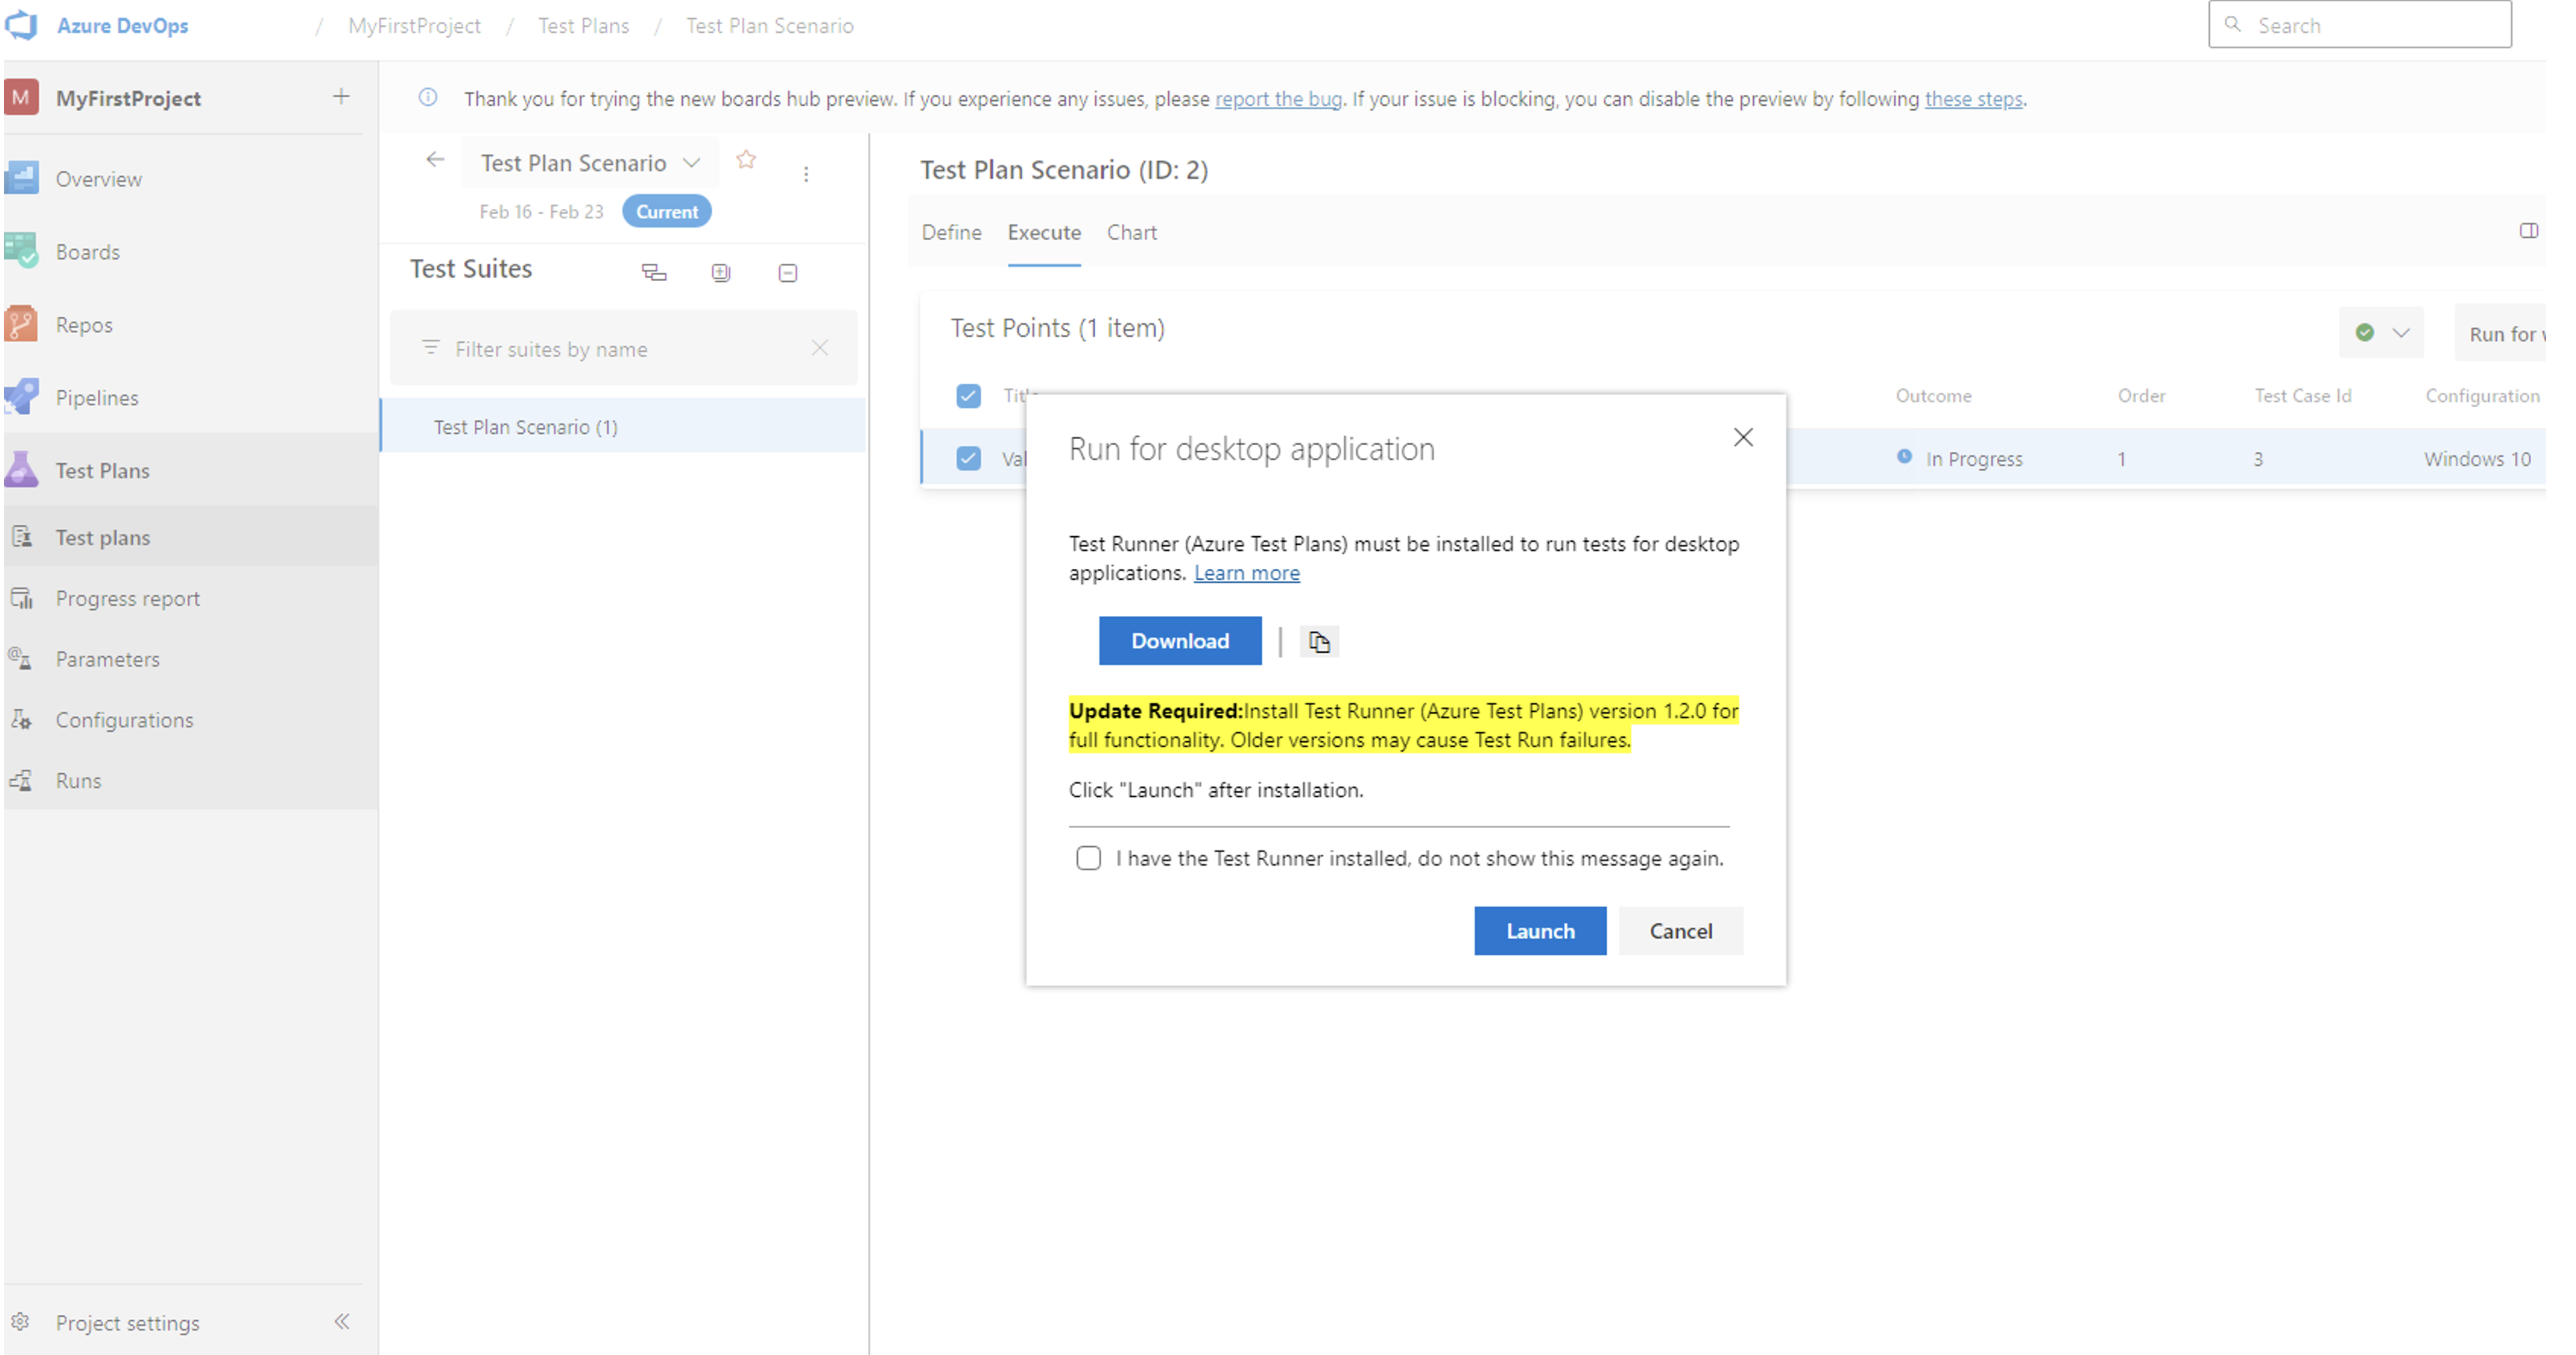 Azure DevOps / MyFirstProject / Test Plans / Test Plan Scenario
Search
M MyFirstProject
Overview
Boards
Repos
Pipelines
Test Plans
Test plans
Progress report
Parameters
Configurations
Runs
Project settings
Thank you for trying the new boards hub preview. If you experience any issues, please report the bug. If your issue is blocking, you can disable the preview by following these steps.
Test Plan Scenario
Feb 16 - Feb 23 Current
Test Suites
Filter suites by name
Test Plan Scenario (1)
Test Plan Scenario (ID: 2)
Define Execute Chart
Test Points (1 item)
Run for
Outcome Order Test Case Id Configuration
In Progress 1 3 Windows 10
Run for desktop application
Test Runner (Azure Test Plans) must be installed to run tests for desktop
applications. Learn more
Download
Update Required:Install Test Runner (Azure Test Plans) version 1.2.0 for
full functionality. Older versions may cause Test Run failures.
Click "Launch" after installation.
I have the Test Runner installed, do not show this message again.
Launch Cancel